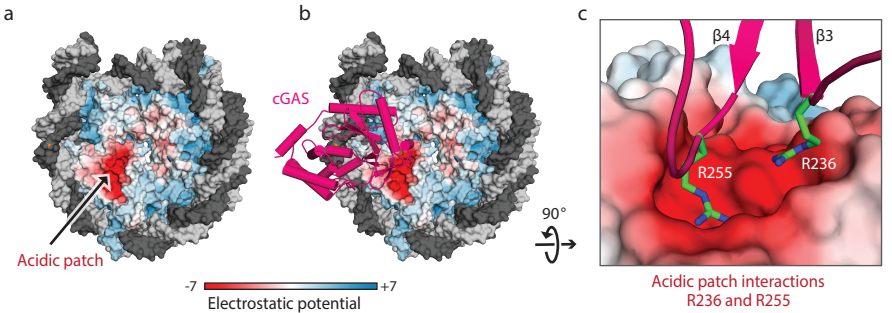 a
b
c
cGAS
Acidic patch
-7
+7
Electrostatic potential
90°
β4
β3
R255
R236
Acidic patch interactions
R236 and R255